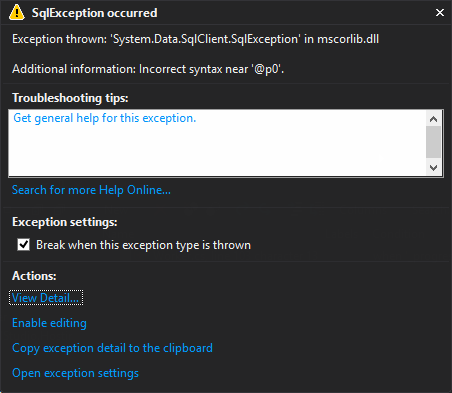 SqlException occurred
Exception thrown: 'System.Data.SqlClient.SqlException' in mscorlib.dll
Additional information: Incorrect syntax near '@p0'.
Troubleshooting tips:
Get general help for this exception.
Search for more Help Online...
Exception settings:
Break when this exception type is thrown
Actions:
View Detail...
Enable editing
Copy exception detail to the clipboard
Open exception settings